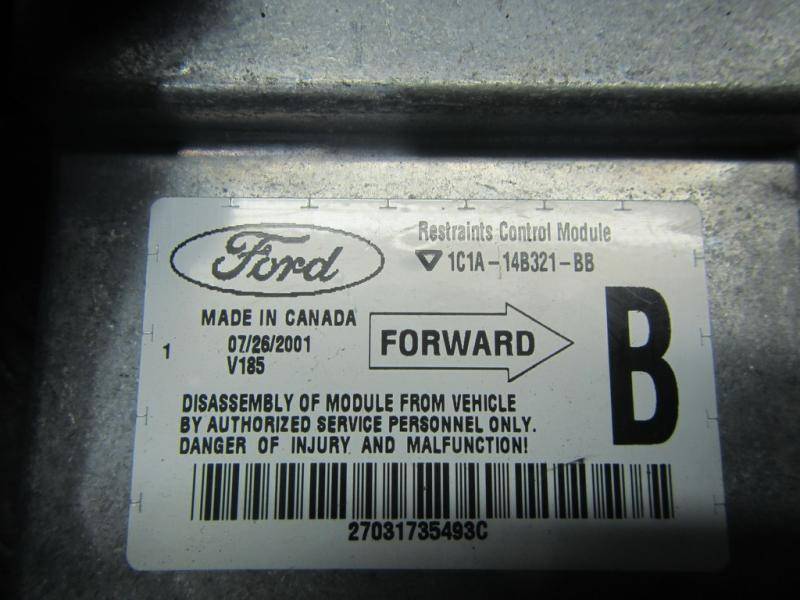 Ford
Restraints Control Module
1C1A-14B321-BB
MADE IN CANADA
07/26/2001
V185
1
FORWARD
B
DISASSEMBLY OF MODULE FROM VEHICLE
BY AUTHORIZED SERVICE PERSONNEL ONLY.
DANGER OF INJURY AND MALFUNCTION!
27031735493C